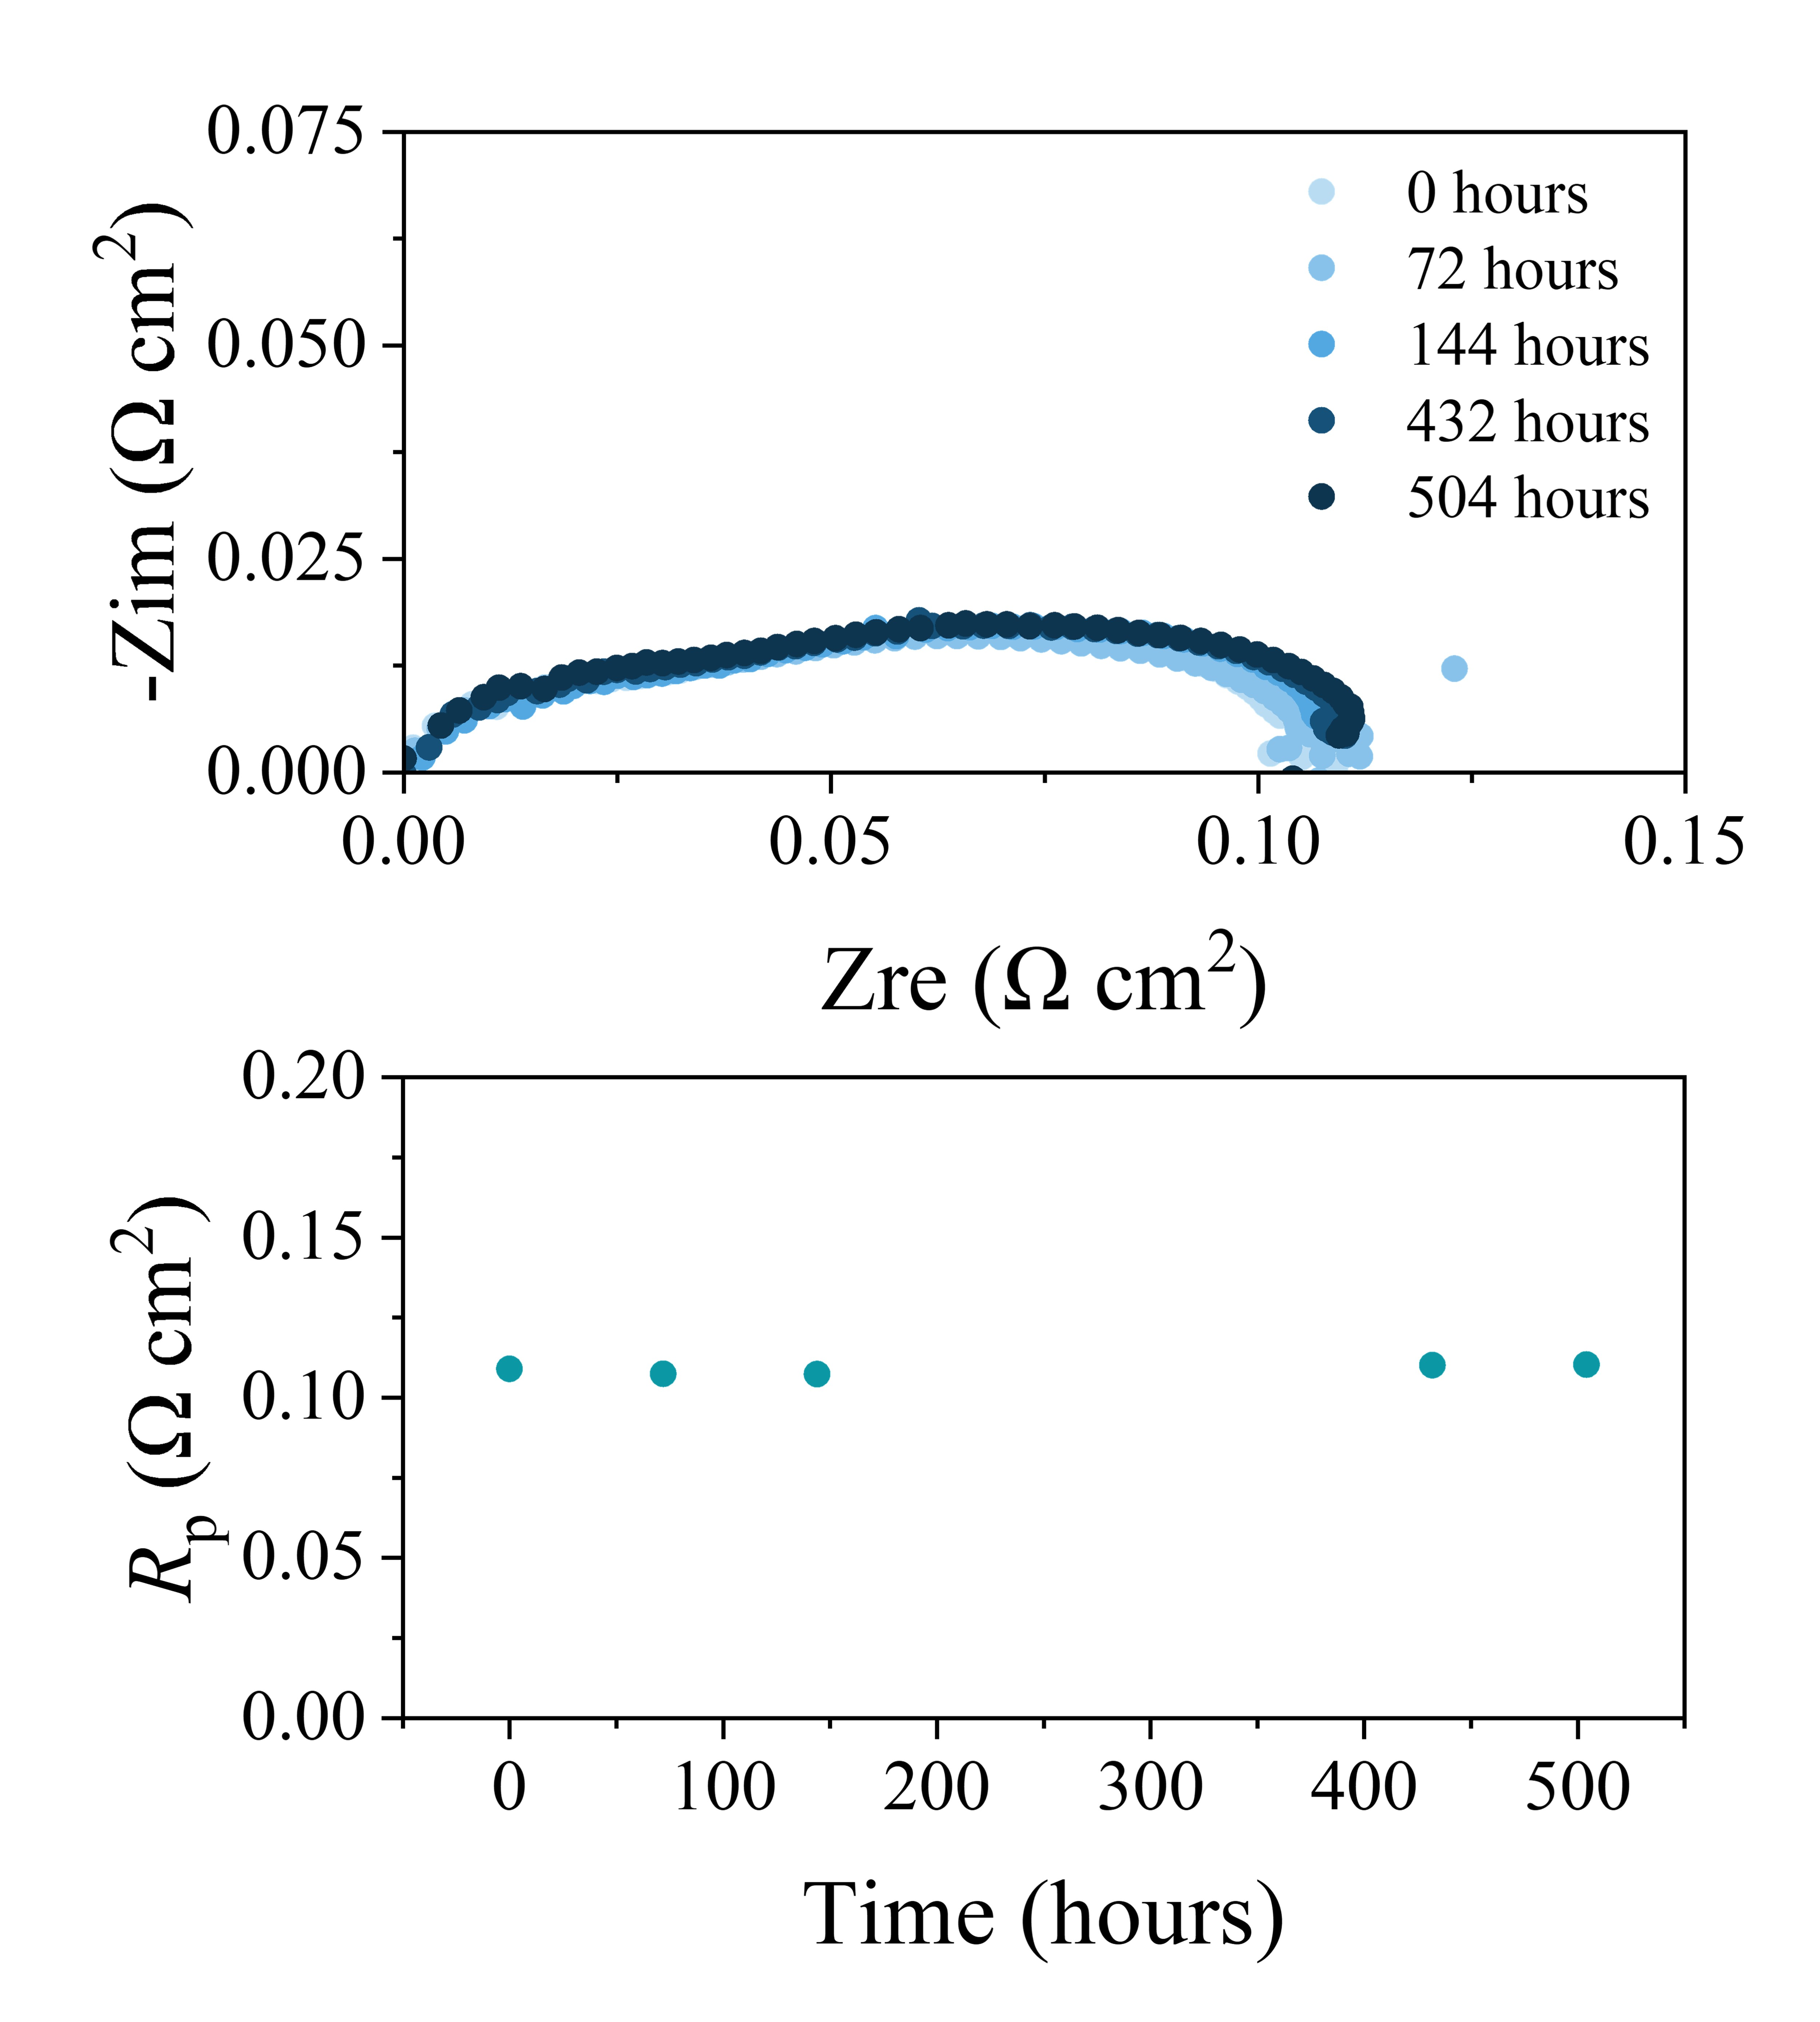 0.075
0.050
0.025
0.000
-Zim (Ω cm²)
0 hours
72 hours
144 hours
432 hours
504 hours
0.00 0.05 0.10 0.15
Zre (Ω cm²)
0.20
0.15
0.10
0.05
0.00
Rp (Ω cm²)
0 100 200 300 400 500
Time (hours)